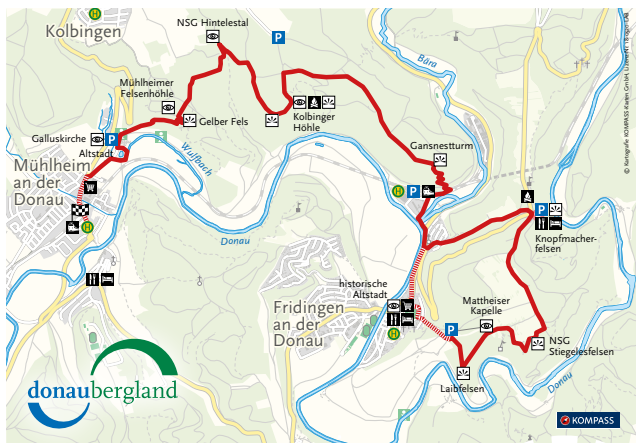 Kolbingen
NSG Hintelestal
P
H
Bära
Mühlheimer
Felsenhöhle
Gelber Fels
Kolbinger
Höhle
Gansnestturm
Galluskirche
P
Altstadt
Wulfbach
Mühlheim
an der
Donau
H
Donau
H
P
P
Knopfmacher-
felsen
historische
Altstadt
Fridingen
an der
Donau
H
Mattheiser
Kapelle
P
NSG
Stiegelesfelsen
Laibfelsen
Donau
donaubergland
KOMPASS